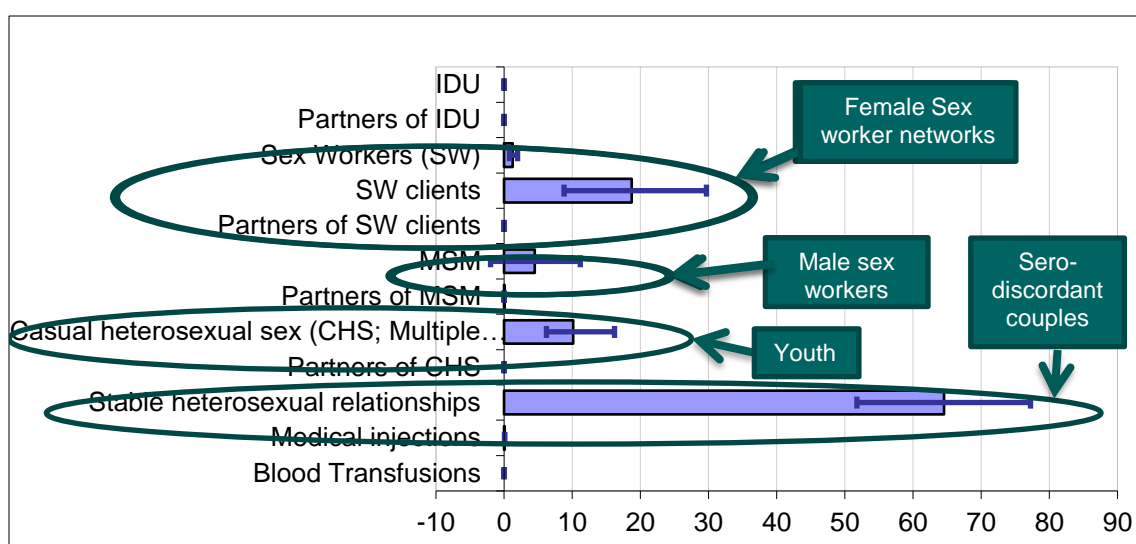 IDU
Partners of IDU
Sex Workers (SW)
SW clients
Partners of SW clients
MSM
Partners of MSM
Casual heterosexual sex (CHS; Multiple…
Partners of CHS
Stable heterosexual relationships
Medical injections
Blood Transfusions
-10 0 10 20 30 40 50 60 70 80 90
Female Sex
worker networks
Male sex
workers
Sero-
discordant
couples
Youth